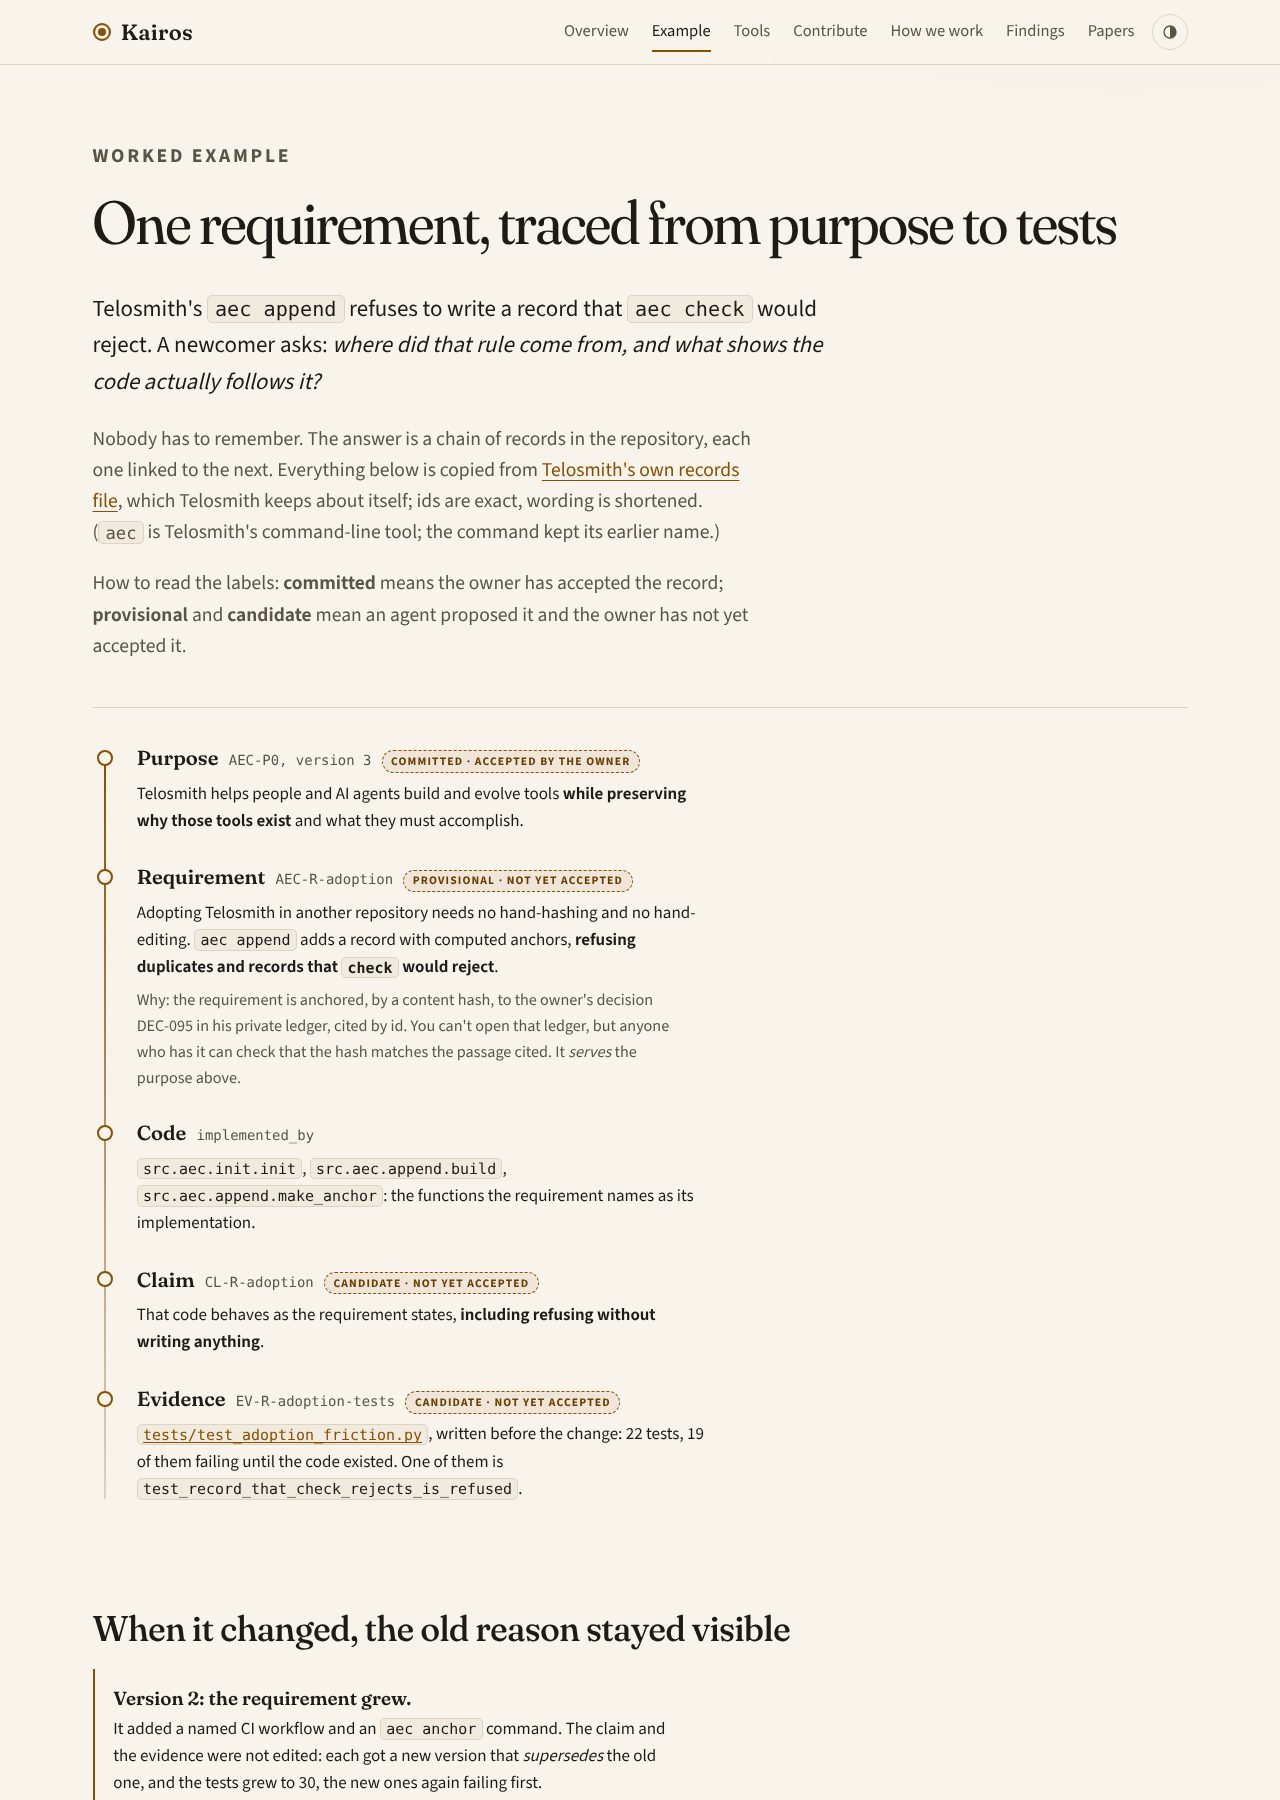 Kairos
Overview Example Tools Contribute How we work Findings Papers
WORKED EXAMPLE
One requirement, traced from purpose to tests
Telosmith's aec append refuses to write a record that aec check would
reject. A newcomer asks: where did that rule come from, and what shows the
code actually follows it?
Nobody has to remember. The answer is a chain of records in the repository, each
one linked to the next. Everything below is copied from Telosmith's own records
file, which Telosmith keeps about itself; ids are exact, wording is shortened.
(aec is Telosmith's command-line tool; the command kept its earlier name.)
How to read the labels: committed means the owner has accepted the record;
provisional and candidate mean an agent proposed it and the owner has not yet
accepted it.
Purpose AEC-P0, version 3 COMMITTED · ACCEPTED BY THE OWNER
Telosmith helps people and AI agents build and evolve tools while preserving
why those tools exist and what they must accomplish.
Requirement AEC-R-adoption PROVISIONAL · NOT YET ACCEPTED
Adopting Telosmith in another repository needs no hand-hashing and no hand-
editing. aec append adds a record with computed anchors, refusing
duplicates and records that check would reject.
Why: the requirement is anchored, by a content hash, to the owner's decision
DEC-095 in his private ledger, cited by id. You can't open that ledger, but anyone
who has it can check that the hash matches the passage cited. It serves the
purpose above.
Code implemented_by
src.aec.init.init, src.aec.append.build,
src.aec.append.make_anchor: the functions the requirement names as its
implementation.
Claim CL-R-adoption CANDIDATE · NOT YET ACCEPTED
That code behaves as the requirement states, including refusing without
writing anything.
Evidence EV-R-adoption-tests CANDIDATE · NOT YET ACCEPTED
tests/test_adoption_friction.py, written before the change: 22 tests, 19
of them failing until the code existed. One of them is
test_record_that_check_rejects_is_refused.
When it changed, the old reason stayed visible
Version 2: the requirement grew.
It added a named CI workflow and an aec anchor command. The claim and
the evidence were not edited: each got a new version that supersedes the old
one, and the tests grew to 30, the new ones again failing first.